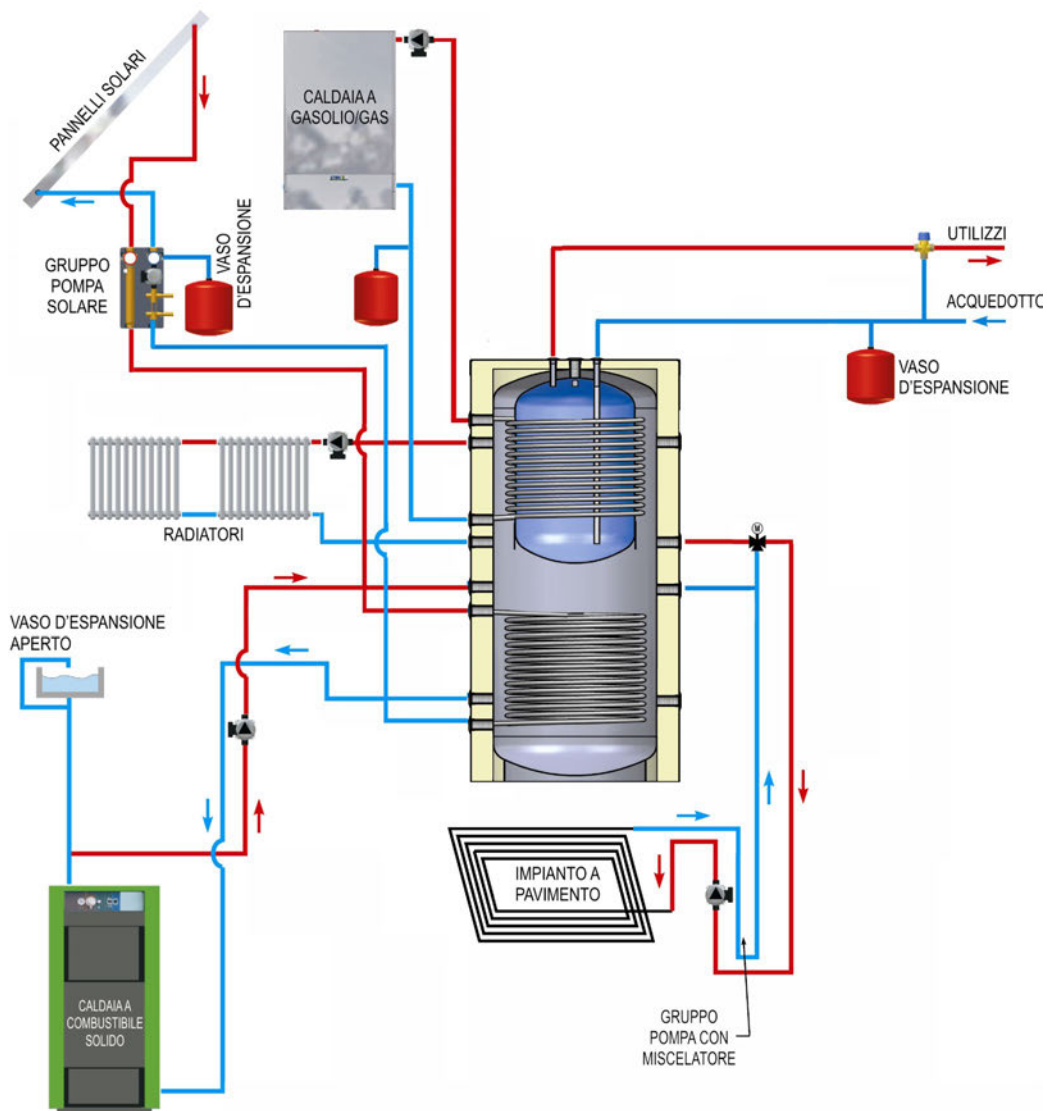 PANNELLI SOLARI
CALDAIA A
GASOLIO/GAS
GRUPPO
POMPA
SOLARE
VASO
D'ESPANSIONE
UTILIZZI
ACQUEDOTTO
VASO
D'ESPANSIONE
RADIATORI
M
VASO D'ESPANSIONE
APERTO
IMPIANTO A
PAVIMENTO
CALDAIA A
COMBUSTIBILE
SOLIDO
GRUPPO
POMPA CON
MISCELATORE